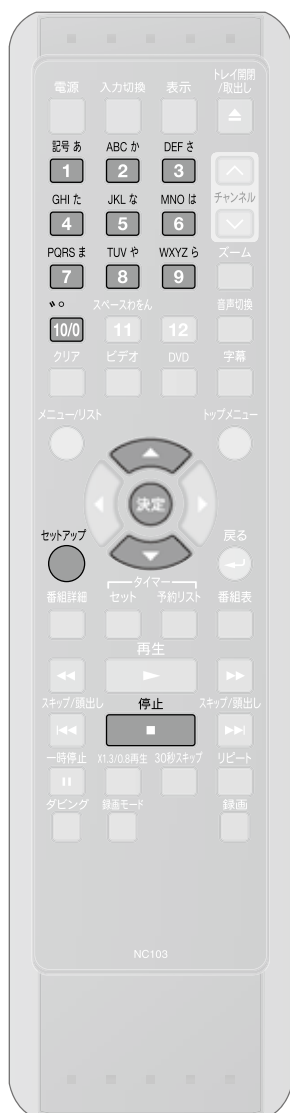 電源 入力切換 表示 トレイ開閉
/取出し
記号 あ ABC か DEF さ
1 2 3
GHI た JKL な MNO は チャンネル
4 5 6
PQRS ま TUV や WXYZ ら ズーム
7 8 9
゛゜ スペースわをん 音声切換
10/0 11 12
クリア ビデオ DVD 字幕
メニュー/リスト トップメニュー
決定
セットアップ 戻る
タイマー
番組詳細 セット 予約リスト 番組表
再生
スキップ/頭出し 停止 スキップ/頭出し
一時停止 X1.3/0.8再生 30秒スキップ リピート
ダビング 録画モード 録画
NC103